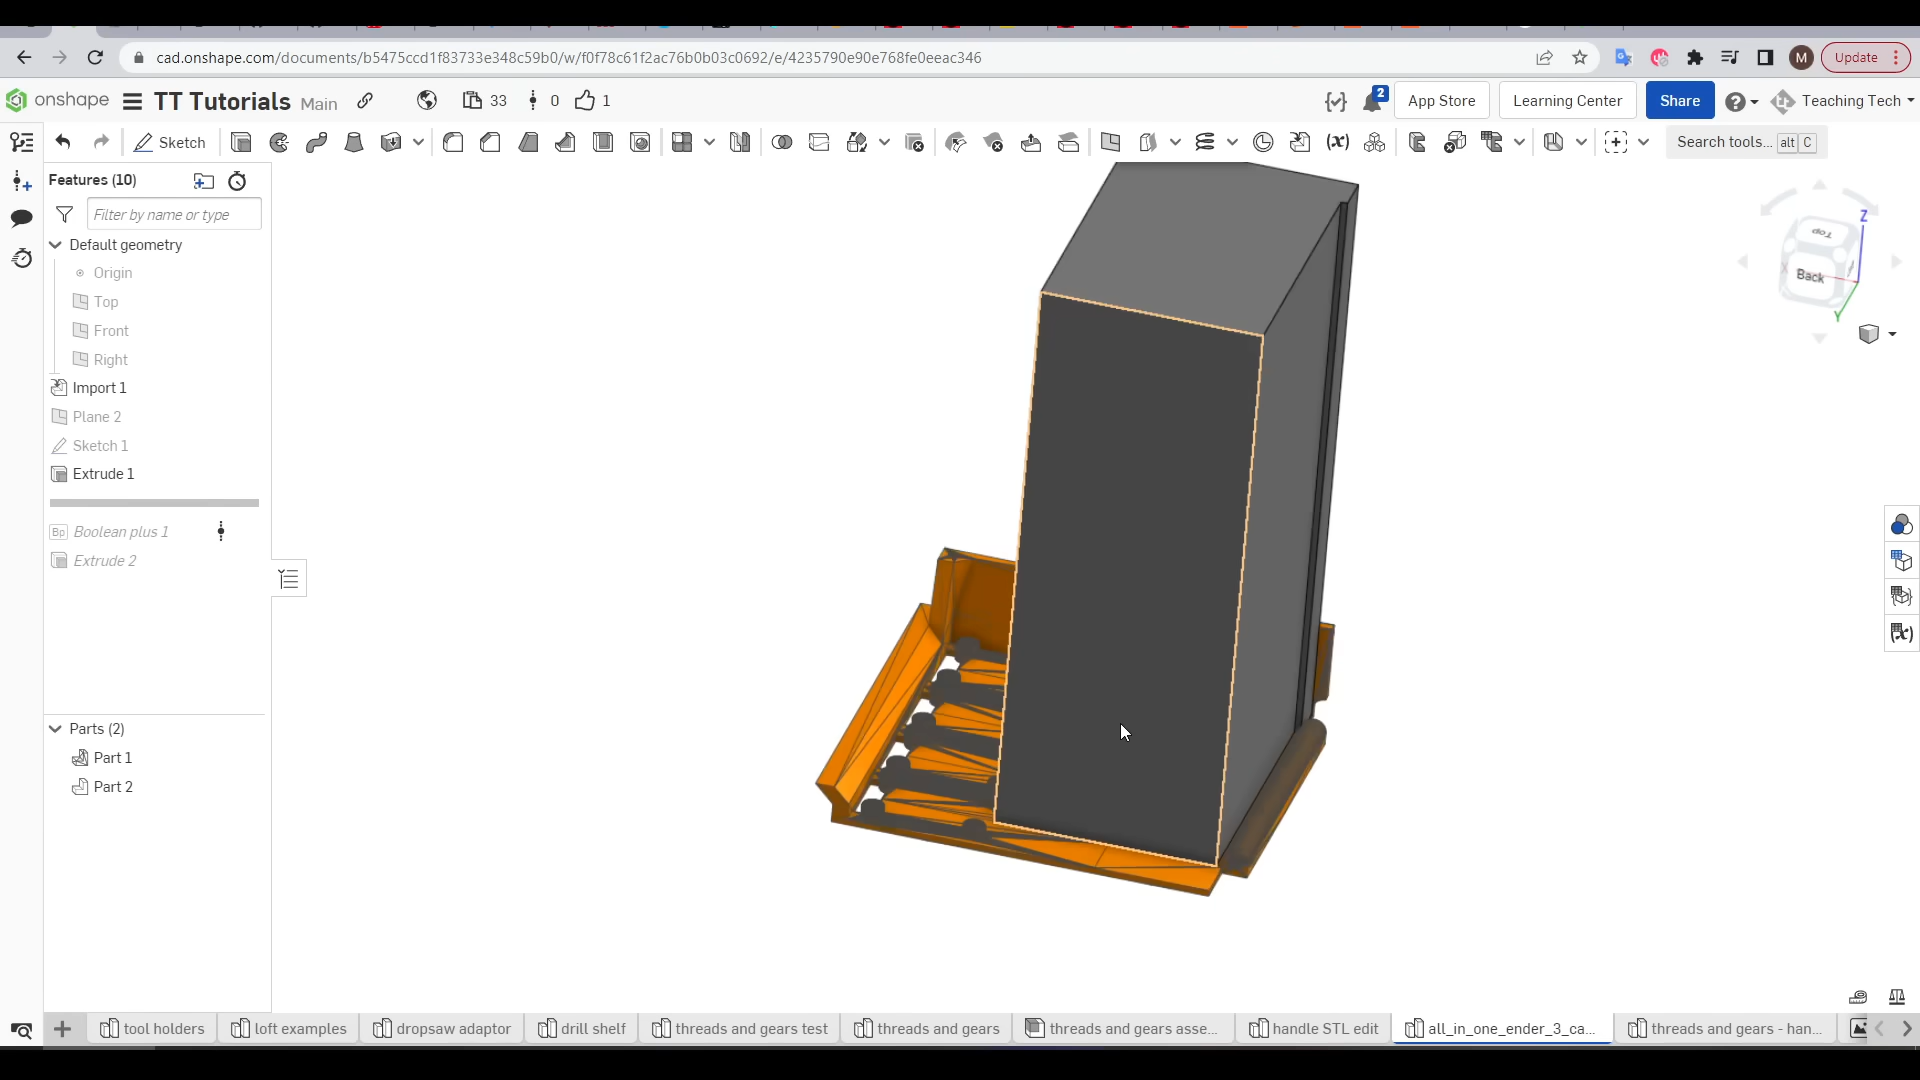 cad.onshape.com/documents/b5475ccd1f83733e348c59b0/w/f0f78c61f2ac76b0b03c0692/e/4235790e90e768fe0eeac346
M
Update
onshape
TT Tutorials Main
33
0
1
2
App Store
Learning Center
Share
Teaching Tech
Sketch
Search tools... alt C
Features (10)
Filter by name or type
Default geometry
Origin
Top
Front
Right
Import 1
Plane 2
Sketch 1
Extrude 1
Bp Boolean plus 1
Extrude 2
Parts (2)
Part 1
Part 2
Z
Top
X
Back
Y
tool holders
loft examples
dropsaw adaptor
drill shelf
threads and gears test
threads and gears
threads and gears asse...
handle STL edit
all_in_one_ender_3_ca...
threads and gears - han...